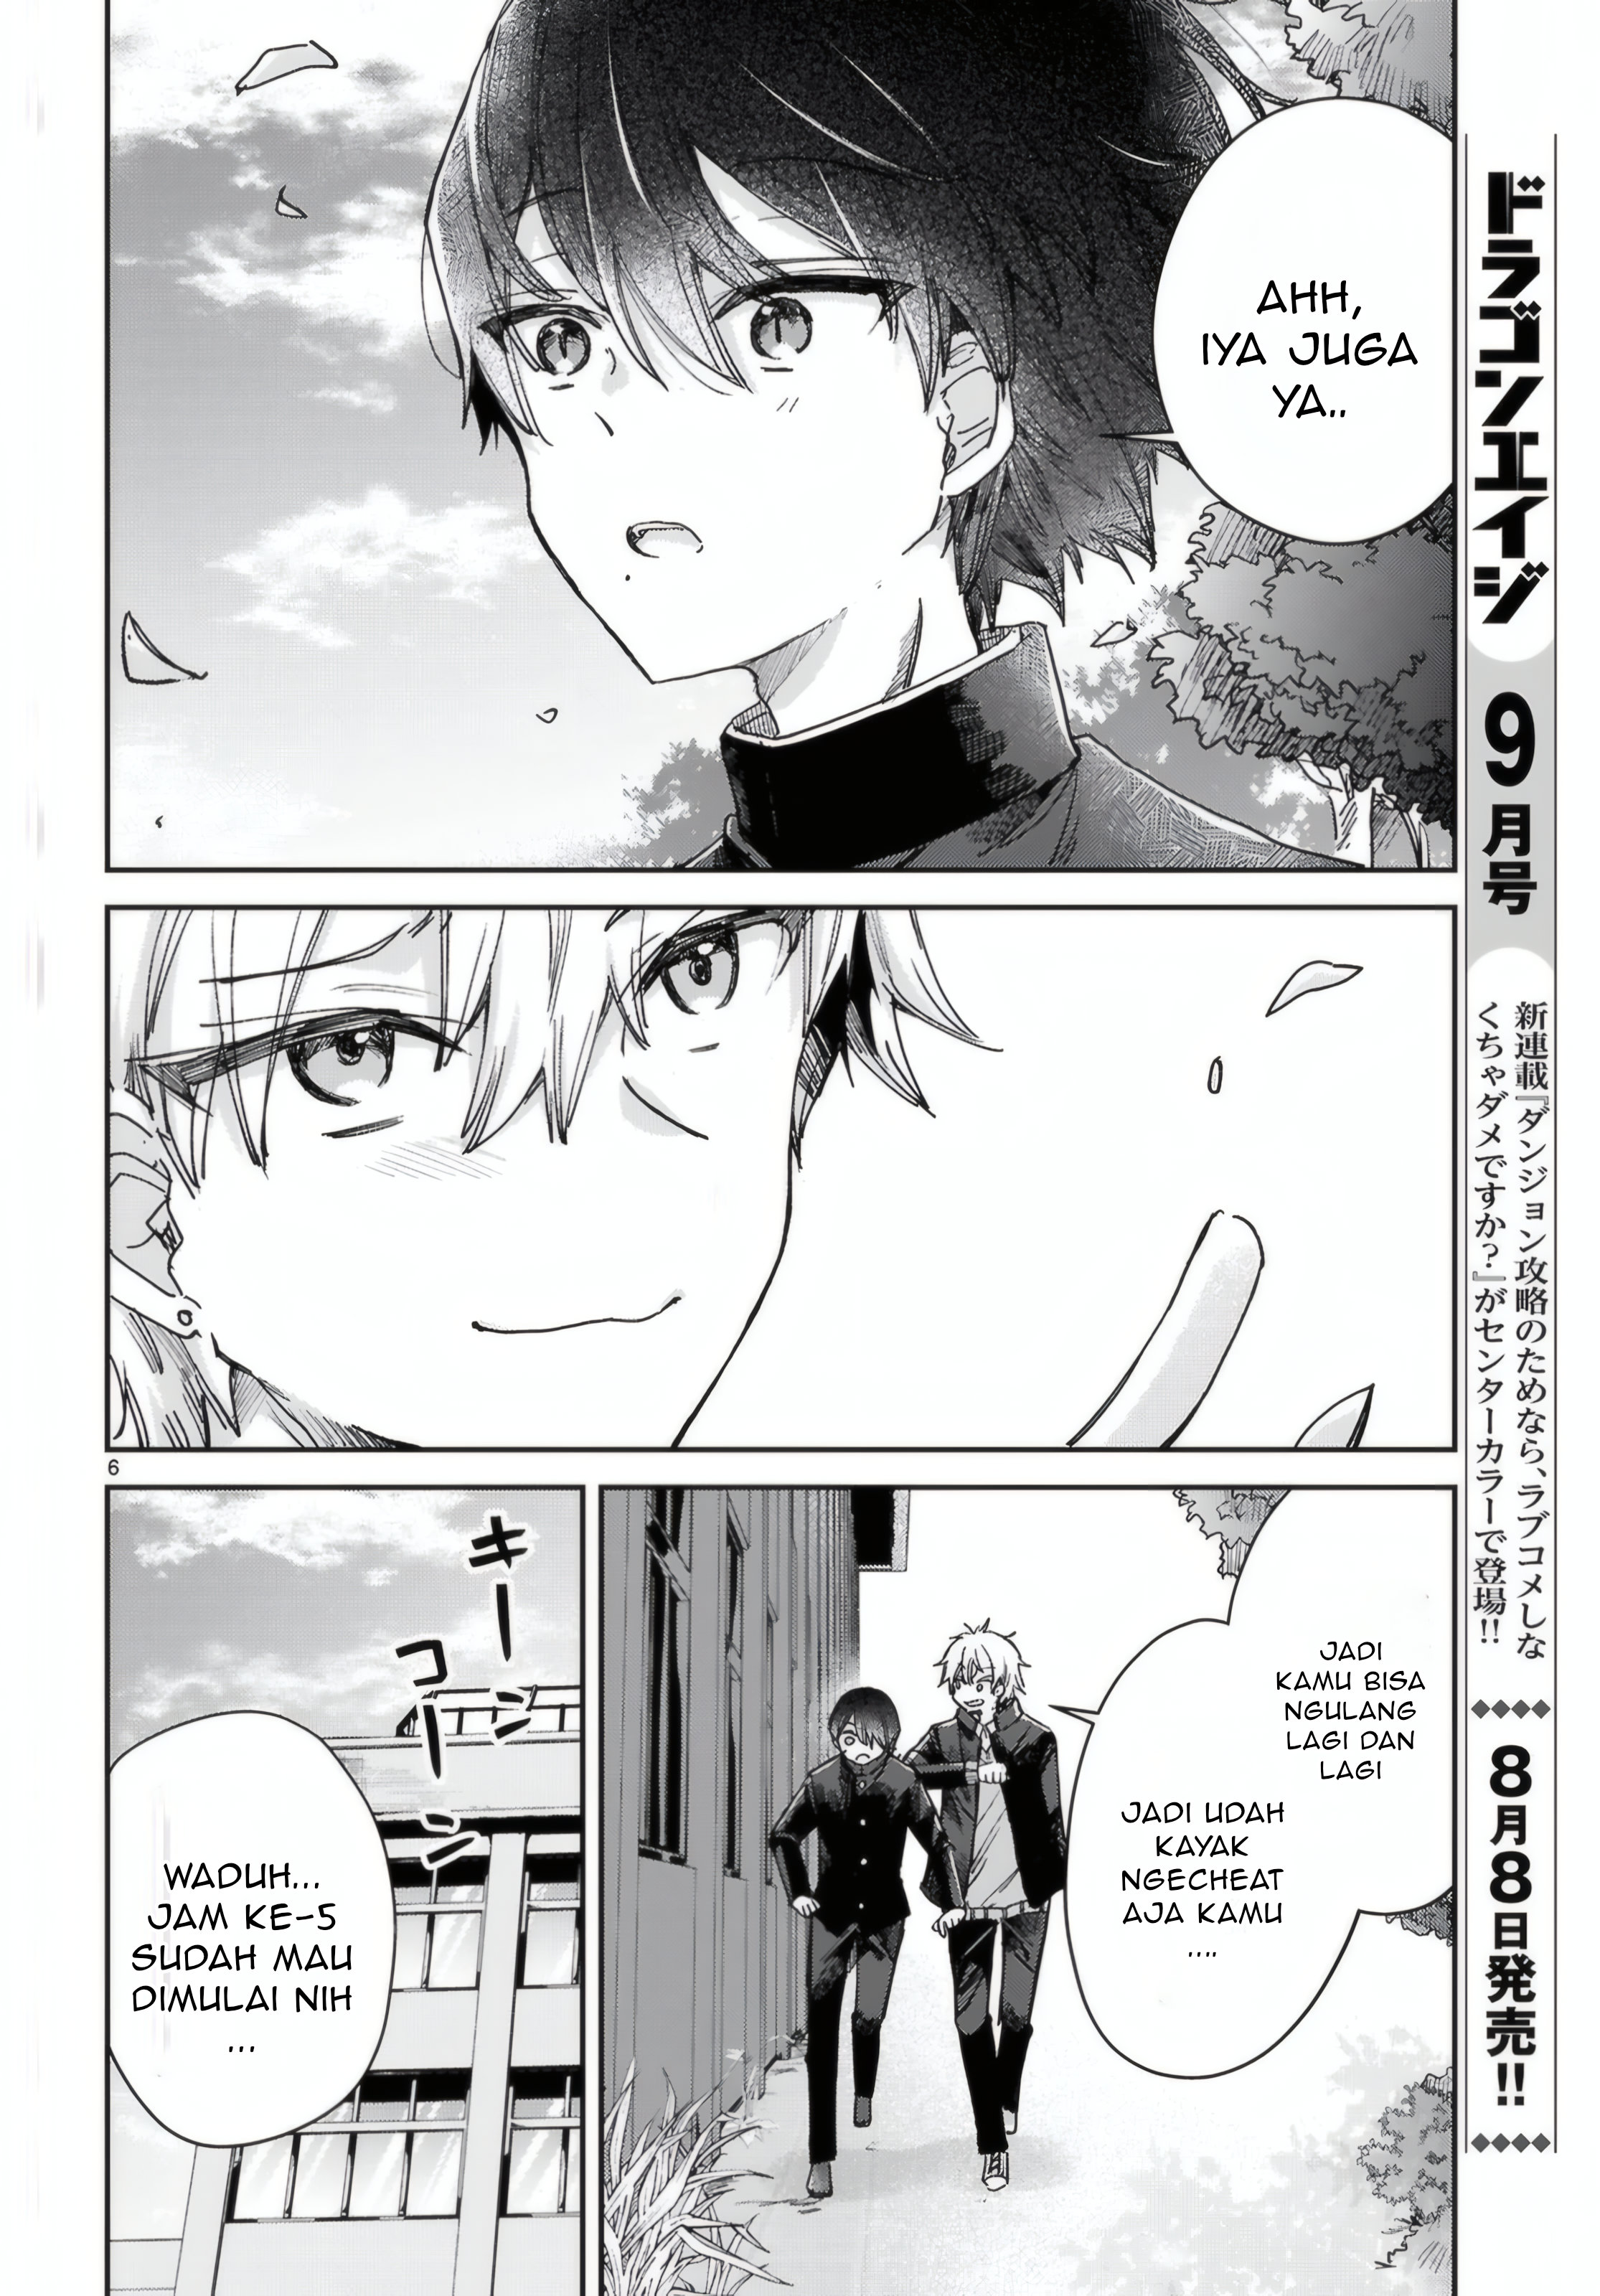 AHH,
IYA JUGA
YA..
ドラゴンエイジ
9
月号
新連載『ダンジョン攻略のためなら、ラブコメしな
くちゃダメですか?』がセンターカラーで登場!!
8月8日発売!!
6
JADI
KAMU BISA
NGULANG
LAGI DAN
LAGI
JADI UDAH
KAYAK
NGECHEAT
AJA KAMU
....
キーン
コーン
WADUH...
JAM KE-5
SUDAH MAU
DIMULAI NIH
...